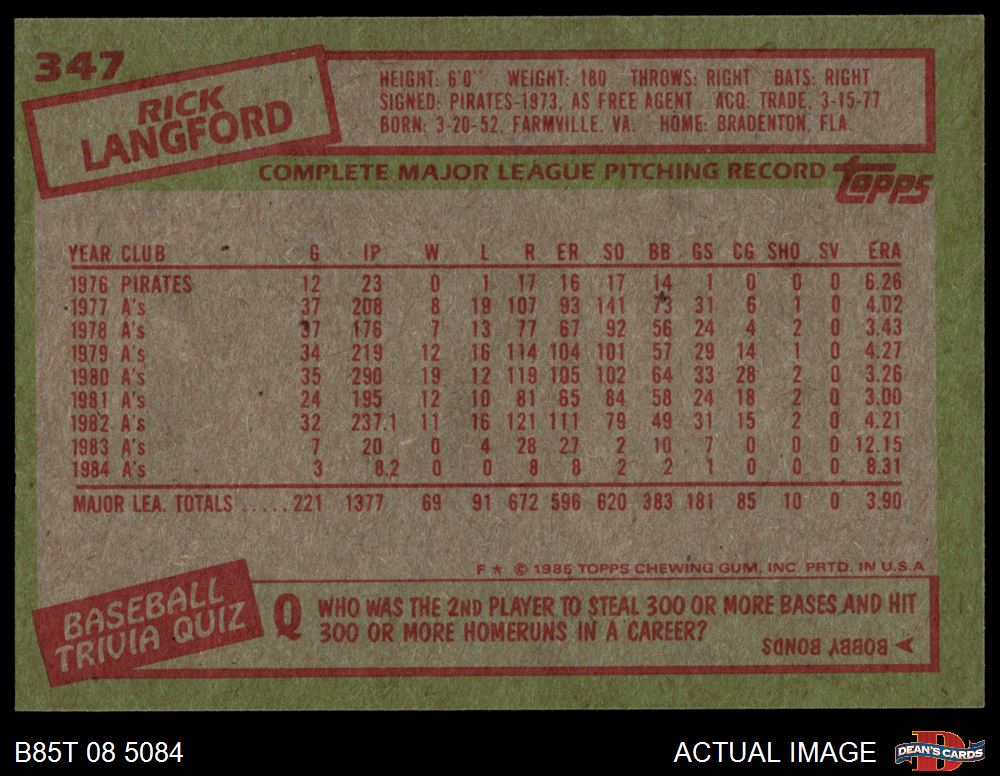 347
RICK
LANGFORD
HEIGHT: 6'0" WEIGHT: 180 THROWS: RIGHT BATS: RIGHT
SIGNED: PIRATES-1973, AS FREE AGENT ACQ: TRADE, 3-15-77
BORN: 3-20-52, FARMVILLE, VA. HOME: BRADENTON, FLA.
COMPLETE MAJOR LEAGUE PITCHING RECORD topps
YEAR CLUB G IP W L R ER SO BB GS CG SHO SV ERA
1976 PIRATES 12 23 0 1 17 16 17 14 1 0 0 0 6.26
1977 A's 37 208 8 19 107 93 141 73 31 6 1 0 4.02
1978 A's 37 176 7 13 77 67 92 56 24 4 2 0 3.43
1979 A's 34 219 12 16 114 104 101 57 29 14 1 0 4.27
1980 A's 35 290 19 12 119 105 102 64 33 28 2 0 3.26
1981 A's 24 195 12 10 81 65 84 58 24 18 2 0 3.00
1982 A's 32 237.1 11 16 121 111 79 49 31 15 2 0 4.21
1983 A's 7 20 0 4 28 27 2 10 7 0 0 0 12.15
1984 A's 3 8.2 0 0 8 8 2 2 1 0 0 0 8.31
MAJOR LEA. TOTALS ..... 221 1377 69 91 672 596 620 383 181 85 10 0 3.90
F ★ © 1985 TOPPS CHEWING GUM, INC. PRTD. IN U.S.A
BASEBALL
TRIVIA QUIZ
Q WHO WAS THE 2ND PLAYER TO STEAL 300 OR MORE BASES AND HIT
300 OR MORE HOMERUNS IN A CAREER?
BOBBY BONDS
B85T 08 5084
ACTUAL IMAGE
D
DEAN'S CARDS